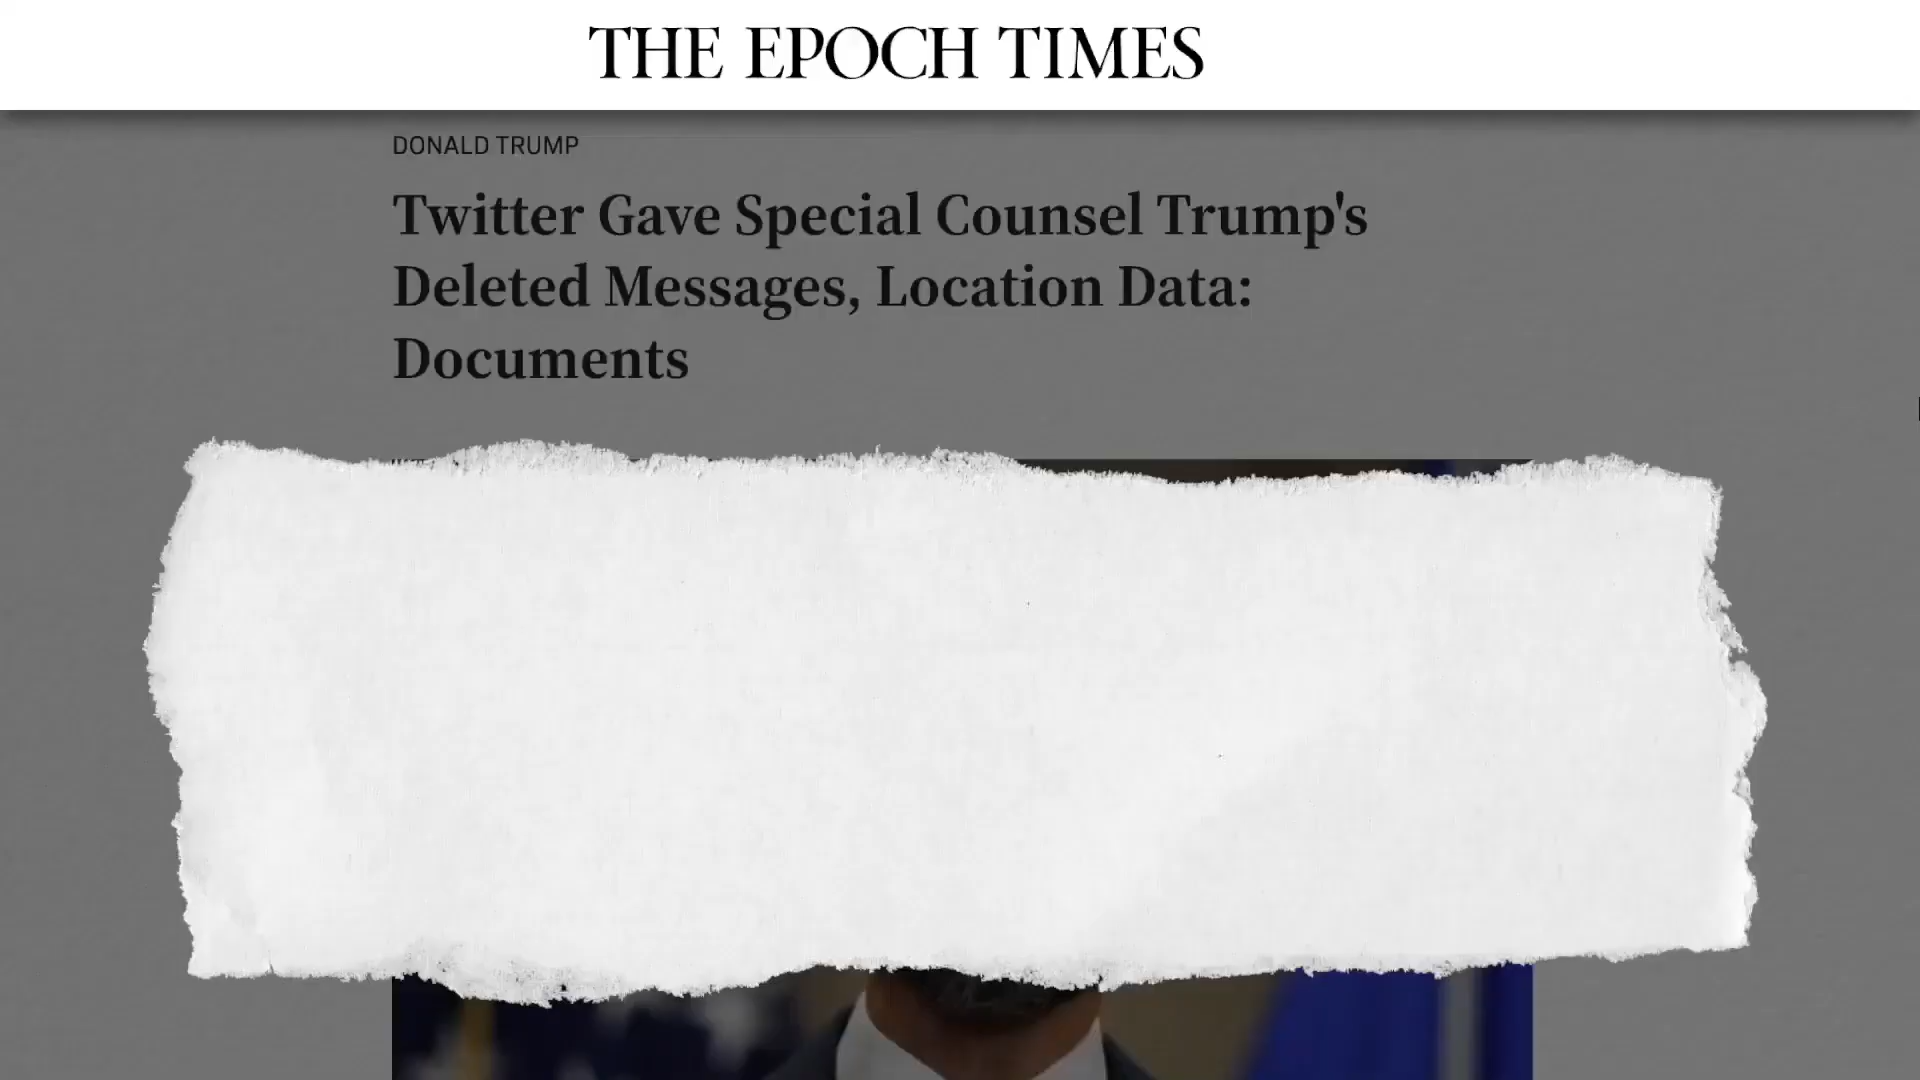 THE EPOCH TIMES
DONALD TRUMP
Twitter Gave Special Counsel Trump's
Deleted Messages, Location Data:
Documents